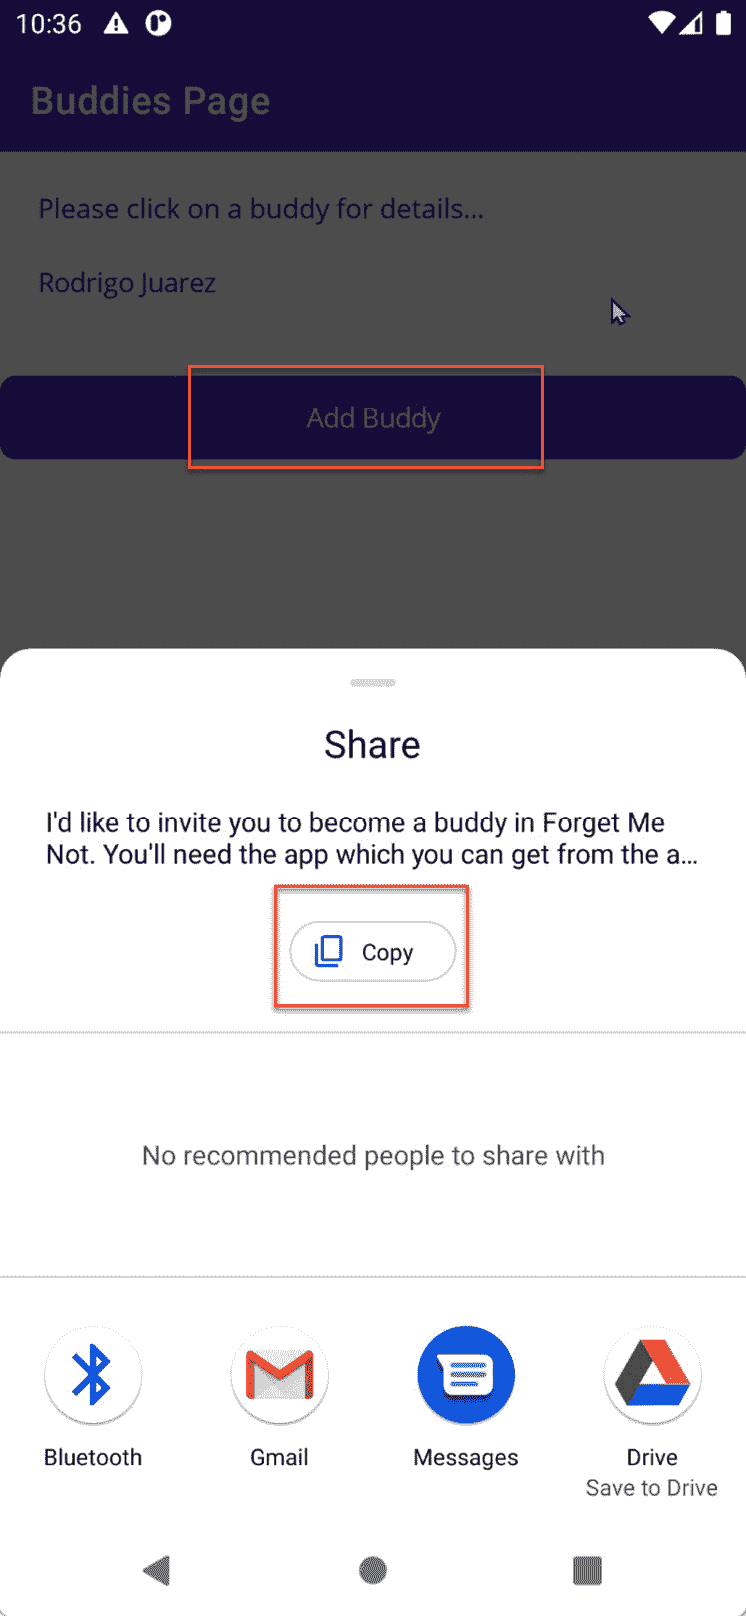 10:36
Buddies Page
Please click on a buddy for details...
Rodrigo Juarez
Add Buddy
Share
I'd like to invite you to become a buddy in Forget Me
Not. You'll need the app which you can get from the a...
Copy
No recommended people to share with
Bluetooth
Gmail
Messages
Drive
Save to Drive